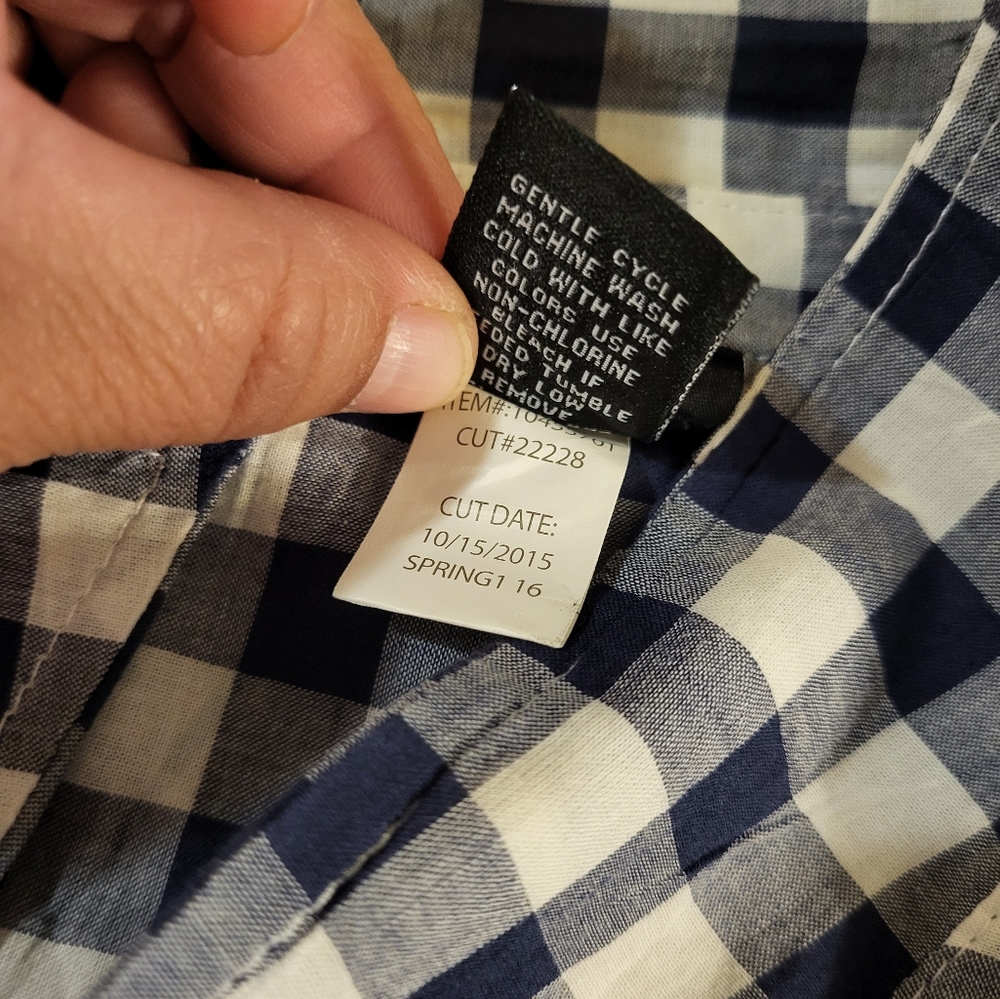 GENTLE CYCLE
MACHINE WASH
COLD WITH LIKE
COLORS USE
NON-CHLORINE
BLEACH IF
TUMBLE
DRY LOW
REMOVE
ITEM#:
CUT#22228
CUT DATE:
10/15/2015
SPRING1 16